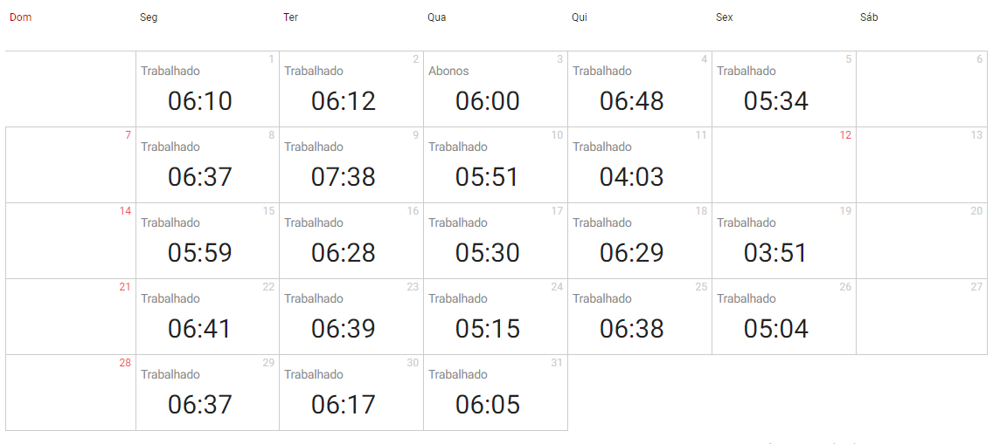 Dom Seg Ter Qua Qui Sex Sáb
1 2 3 4 5 6
Trabalhado Trabalhado Abonos Trabalhado Trabalhado
06:10 06:12 06:00 06:48 05:34
7 8 9 10 11 12 13
Trabalhado Trabalhado Trabalhado Trabalhado
06:37 07:38 05:51 04:03
14 15 16 17 18 19 20
Trabalhado Trabalhado Trabalhado Trabalhado Trabalhado
05:59 06:28 05:30 06:29 03:51
21 22 23 24 25 26 27
Trabalhado Trabalhado Trabalhado Trabalhado Trabalhado
06:41 06:39 05:15 06:38 05:04
28 29 30 31
Trabalhado Trabalhado Trabalhado
06:37 06:17 06:05